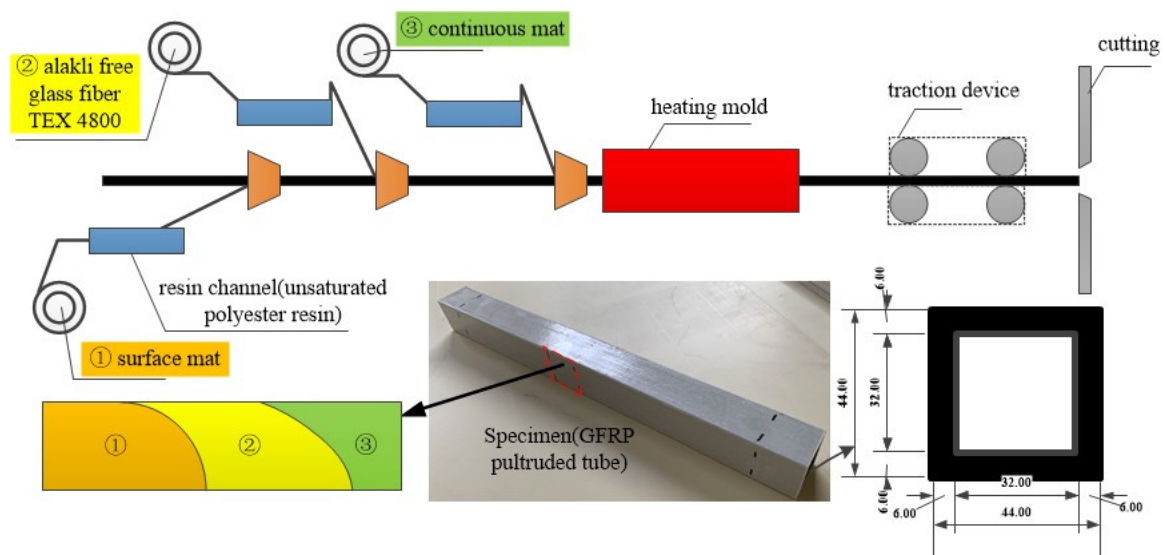 ③ continuous mat
② alakli free
glass fiber
TEX 4800
cutting
traction device
heating mold
resin channel(unsaturated
polyester resin)
① surface mat
① ② ③
Specimen(GFRP
pultruded tube)
6.00
44.00
32.00
6.00
32.00
6.00
6.00
44.00